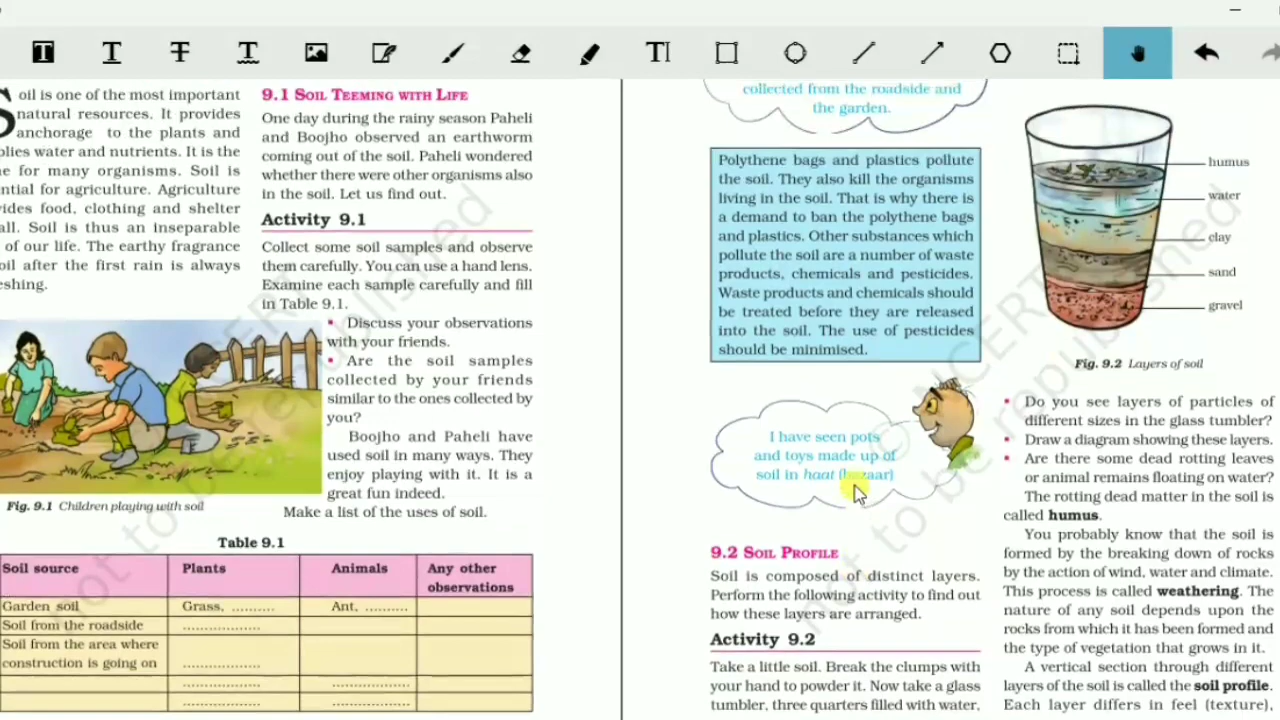 oil is one of the most important
natural resources. It provides
anchorage to the plants and
plies water and nutrients. It is the
e for many organisms. Soil is
ntial for agriculture. Agriculture
vides food, clothing and shelter
all. Soil is thus an inseparable
of our life. The earthy fragrance
oil after the first rain is always
eshing.
Fig. 9.1 Children playing with soil
9.1 SOIL TEEMING WITH LIFE
One day during the rainy season Paheli
and Boojho observed an earthworm
coming out of the soil. Paheli wondered
whether there were other organisms also
in the soil. Let us find out.
Activity 9.1
Collect some soil samples and observe
them carefully. You can use a hand lens.
Examine each sample carefully and fill
in Table 9.1.
• Discuss your observations
with your friends.
• Are the soil samples
collected by your friends
similar to the ones collected by
you?
Boojho and Paheli have
used soil in many ways. They
enjoy playing with it. It is a
great fun indeed.
Make a list of the uses of soil.
Table 9.1
Soil source Plants Animals Any other
observations
Garden soil Grass, .......... Ant, ..........
Soil from the roadside ..................
Soil from the area where
construction is going on ..................
.................. ..................
.................. ..................
collected from the roadside and
the garden.
Polythene bags and plastics pollute
the soil. They also kill the organisms
living in the soil. That is why there is
a demand to ban the polythene bags
and plastics. Other substances which
pollute the soil are a number of waste
products, chemicals and pesticides.
Waste products and chemicals should
be treated before they are released
into the soil. The use of pesticides
should be minimised.
I have seen pots
and toys made up of
soil in haat (bazaar)
9.2 SOIL PROFILE
Soil is composed of distinct layers.
Perform the following activity to find out
how these layers are arranged.
Activity 9.2
Take a little soil. Break the clumps with
your hand to powder it. Now take a glass
tumbler, three quarters filled with water,
humus
water
clay
sand
gravel
Fig. 9.2 Layers of soil
• Do you see layers of particles of
different sizes in the glass tumbler?
• Draw a diagram showing these layers.
• Are there some dead rotting leaves
or animal remains floating on water?
The rotting dead matter in the soil is
called humus.
You probably know that the soil is
formed by the breaking down of rocks
by the action of wind, water and climate.
This process is called weathering. The
nature of any soil depends upon the
rocks from which it has been formed and
the type of vegetation that grows in it.
A vertical section through different
layers of the soil is called the soil profile.
Each layer differs in feel (texture),
© NCERT
not to be republished